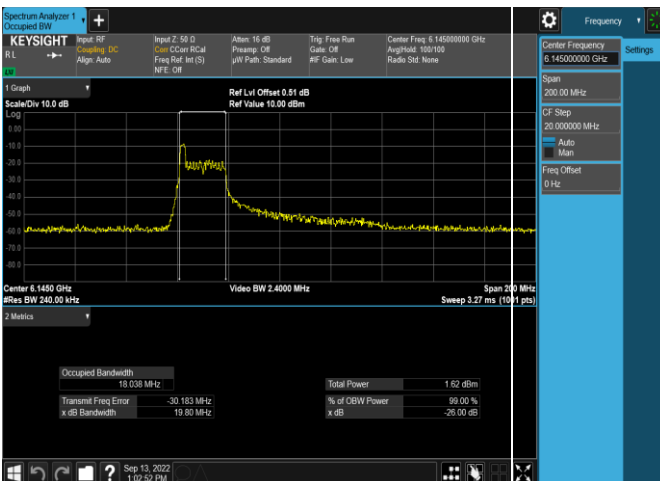 Spectrum Analyzer 1
Occupied BW
Frequency
KEYSIGHT
R L
LW
Input: RF
Coupling: DC
Align: Auto
Input Z: 50 Ω
Corr CCorr RCal
Freq Ref: Int (S)
NFE: Off
Atten: 16 dB
Preamp: Off
µW Path: Standard
Trig: Free Run
Gate: Off
#IF Gain: Low
Center Freq: 6.145000000 GHz
Avg|Hold: 100/100
Radio Std: None
Center Frequency
6.145000000 GHz
Settings
Span
200.00 MHz
CF Step
20.000000 MHz
Auto
Man
Freq Offset
0 Hz
1 Graph
Scale/Div 10.0 dB
Ref Lvl Offset 0.51 dB
Ref Value 10.00 dBm
Log
0.00
-10.0
-20.0
-30.0
-40.0
-50.0
-60.0
-70.0
-80.0
Center 6.1450 GHz
#Res BW 240.00 kHz
Video BW 2.4000 MHz
Span 200 MHz
Sweep 3.27 ms (1001 pts)
2 Metrics
Occupied Bandwidth
18.038 MHz
Transmit Freq Error -30.183 MHz
x dB Bandwidth 19.80 MHz
Total Power 1.62 dBm
% of OBW Power 99.00 %
x dB -26.00 dB
Sep 13, 2022
1:02:52 PM